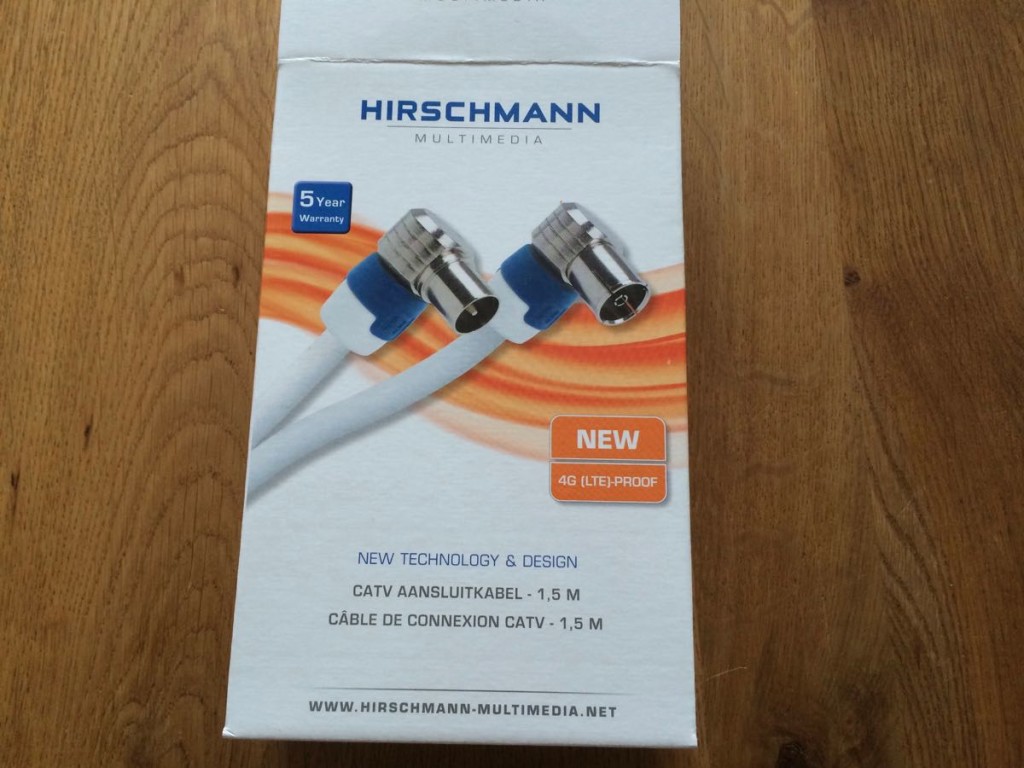 HIRSCHMANN
MULTIMEDIA
5 Year
Warranty
NEW
4G (LTE)-PROOF
NEW TECHNOLOGY & DESIGN
CATV AANSLUITKABEL - 1,5 M
CÂBLE DE CONNEXION CATV - 1,5 M
WWW.HIRSCHMANN-MULTIMEDIA.NET